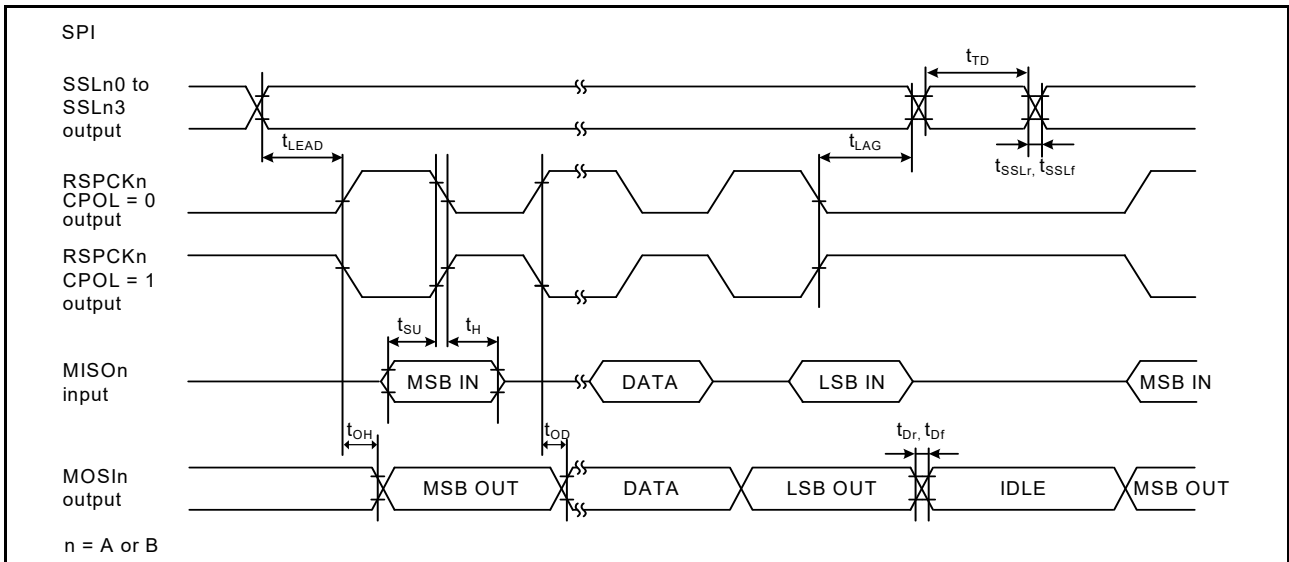 SPI
SSLn0 to
SSLn3
output
tTD
tLEAD
tLAG
tSSLr, tSSLf
RSPCKn
CPOL = 0
output
RSPCKn
CPOL = 1
output
tSU
tH
MISOn
input
MSB IN
DATA
LSB IN
MSB IN
tOH
tOD
tDr, tDf
MOSIn
output
MSB OUT
DATA
LSB OUT
IDLE
MSB OUT
n = A or B